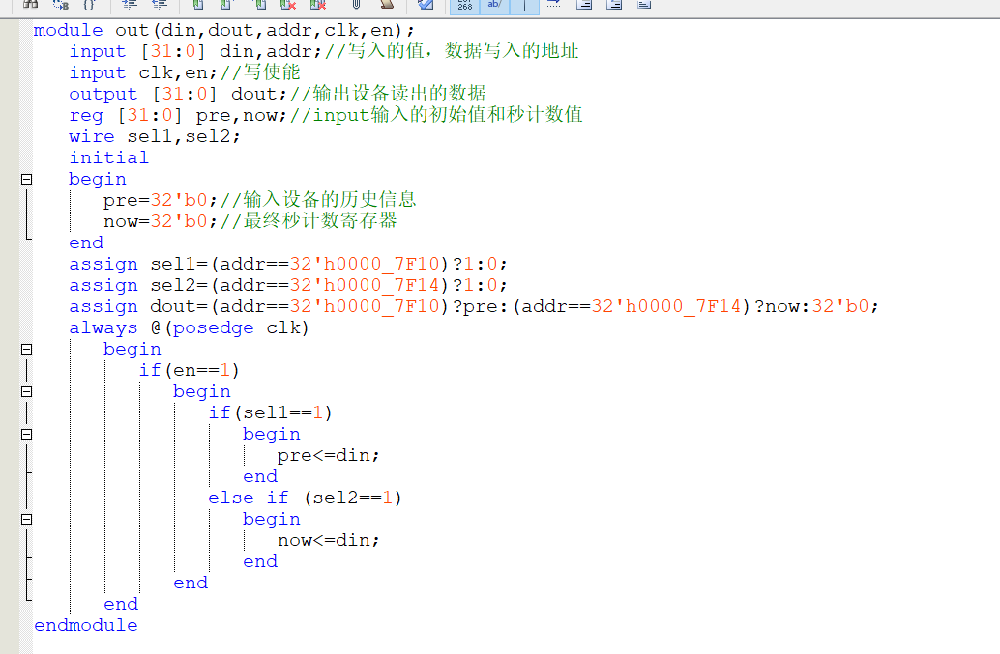 268
ab/
module out(din,dout,addr,clk,en);
input [31:0] din,addr;//写入的值，数据写入的地址
input clk,en;//写使能
output [31:0] dout;//输出设备读出的数据
reg [31:0] pre,now;//input输入的初始值和秒计数值
wire sel1,sel2;
initial
begin
pre=32'b0;//输入设备的历史信息
now=32'b0;//最终秒计数寄存器
end
assign sel1=(addr==32'h0000_7F10)?1:0;
assign sel2=(addr==32'h0000_7F14)?1:0;
assign dout=(addr==32'h0000_7F10)?pre:(addr==32'h0000_7F14)?now:32'b0;
always @(posedge clk)
begin
if(en==1)
begin
if(sel1==1)
begin
pre<=din;
end
else if (sel2==1)
begin
now<=din;
end
end
end
endmodule